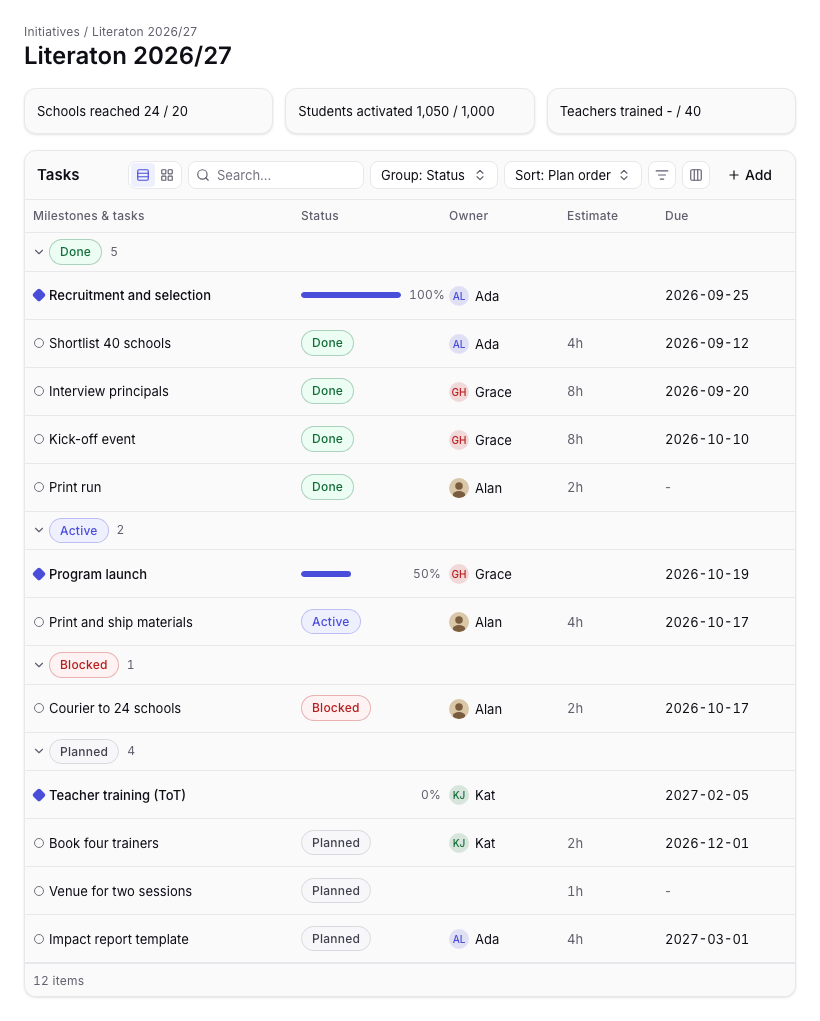 Initiatives / Literaton 2026/27
Literaton 2026/27
Schools reached 24 / 20
Students activated 1,050 / 1,000
Teachers trained - / 40
Tasks
Search...
Group: Status
Sort: Plan order
+ Add
Milestones & tasks Status Owner Estimate Due
Done 5
Recruitment and selection 100% AL Ada 2026-09-25
Shortlist 40 schools Done AL Ada 4h 2026-09-12
Interview principals Done GH Grace 8h 2026-09-20
Kick-off event Done GH Grace 8h 2026-10-10
Print run Done Alan 2h -
Active 2
Program launch 50% GH Grace 2026-10-19
Print and ship materials Active Alan 4h 2026-10-17
Blocked 1
Courier to 24 schools Blocked Alan 2h 2026-10-17
Planned 4
Teacher training (ToT) 0% KJ Kat 2027-02-05
Book four trainers Planned KJ Kat 2h 2026-12-01
Venue for two sessions Planned 1h -
Impact report template Planned AL Ada 4h 2027-03-01
12 items